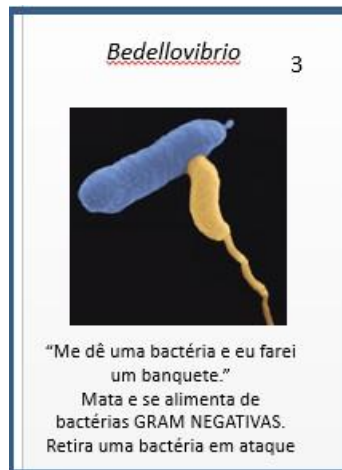 Bedellovibrio
3
“Me dê uma bactéria e eu farei
um banquete.”
Mata e se alimenta de
bactérias GRAM NEGATIVAS.
Retira uma bactéria em ataque